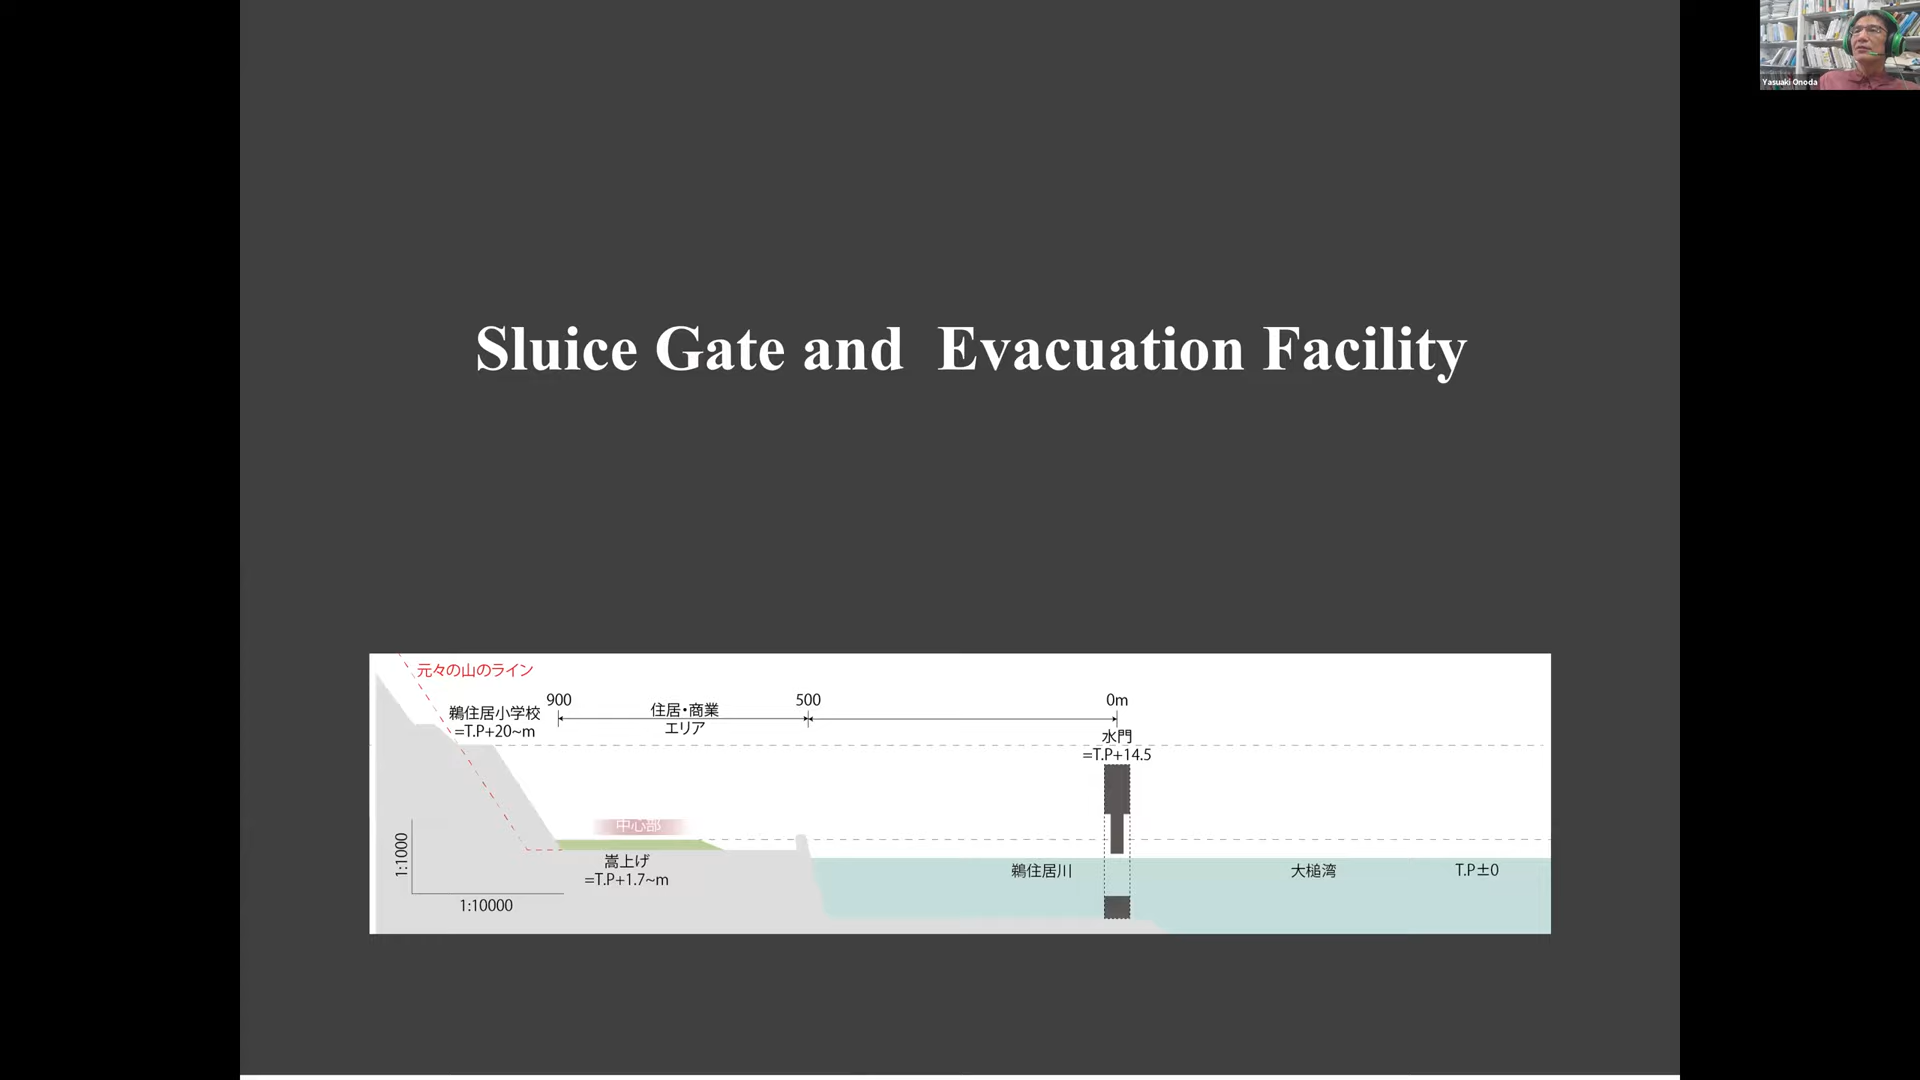 Yasuaki Onoda
Sluice Gate and Evacuation Facility
元々の山のライン
鵜住居小学校
=T.P+20~m
900
住居・商業
エリア
500
0m
水門
=T.P+14.5
中心部
嵩上げ
=T.P+1.7~m
鵜住居川
大槌湾
T.P±0
1:1000
1:10000